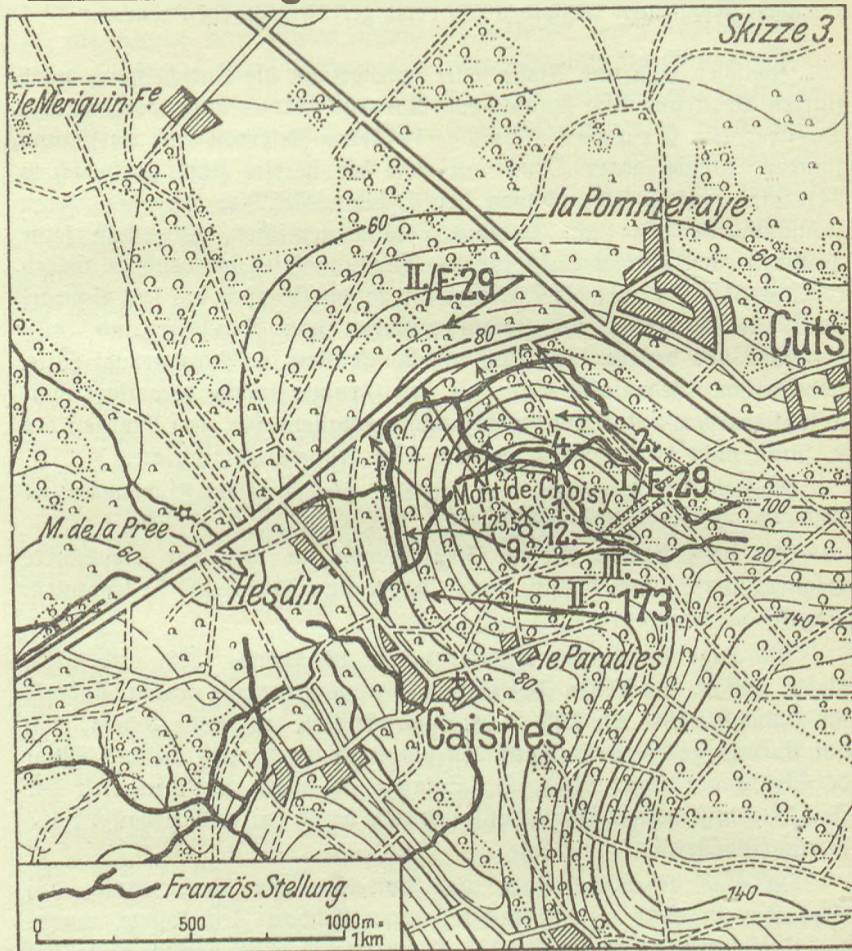 Skizze 3.
le Meriquin Fe
la Pommeraye
60
60
II./E.29
80
Cuts
2.
4.
I./E.29
Mont de Choisy
1.
125,5
12.
9.
100
120
M. de la Pree
60
III.
Hesdin
II. 173
140
le Paradies
80
Caisnes
140
Französ. Stellung.
0 500 1000 m.
1 km